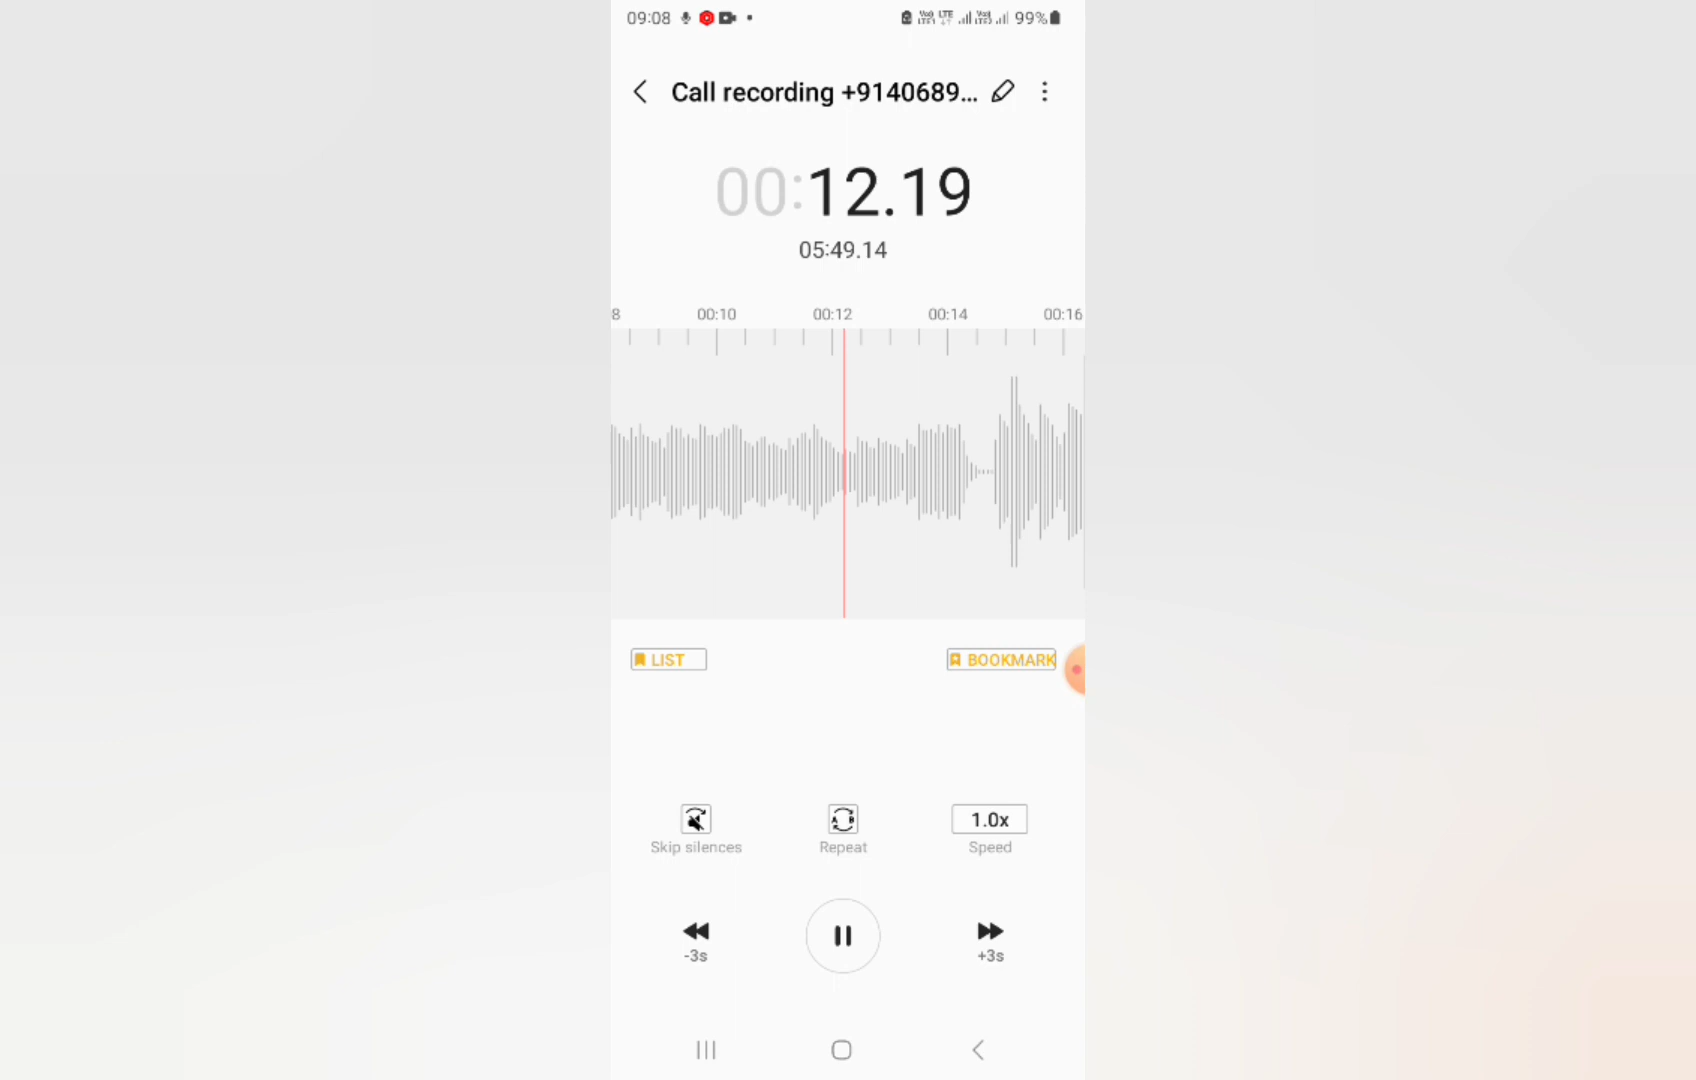 09:08 99%
Call recording +9140689...
00:12.19
05:49.14
8 00:10 00:12 00:14 00:16
LIST BOOKMARK
A B 1.0x
Skip silences Repeat Speed
-3s +3s